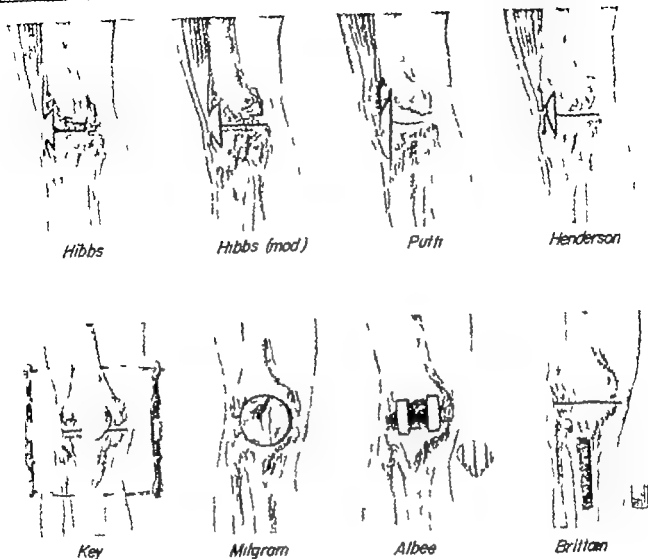 Hibbs
Hibbs (mod)
Putti
Henderson
Key
Milgram
Albee
Brittain